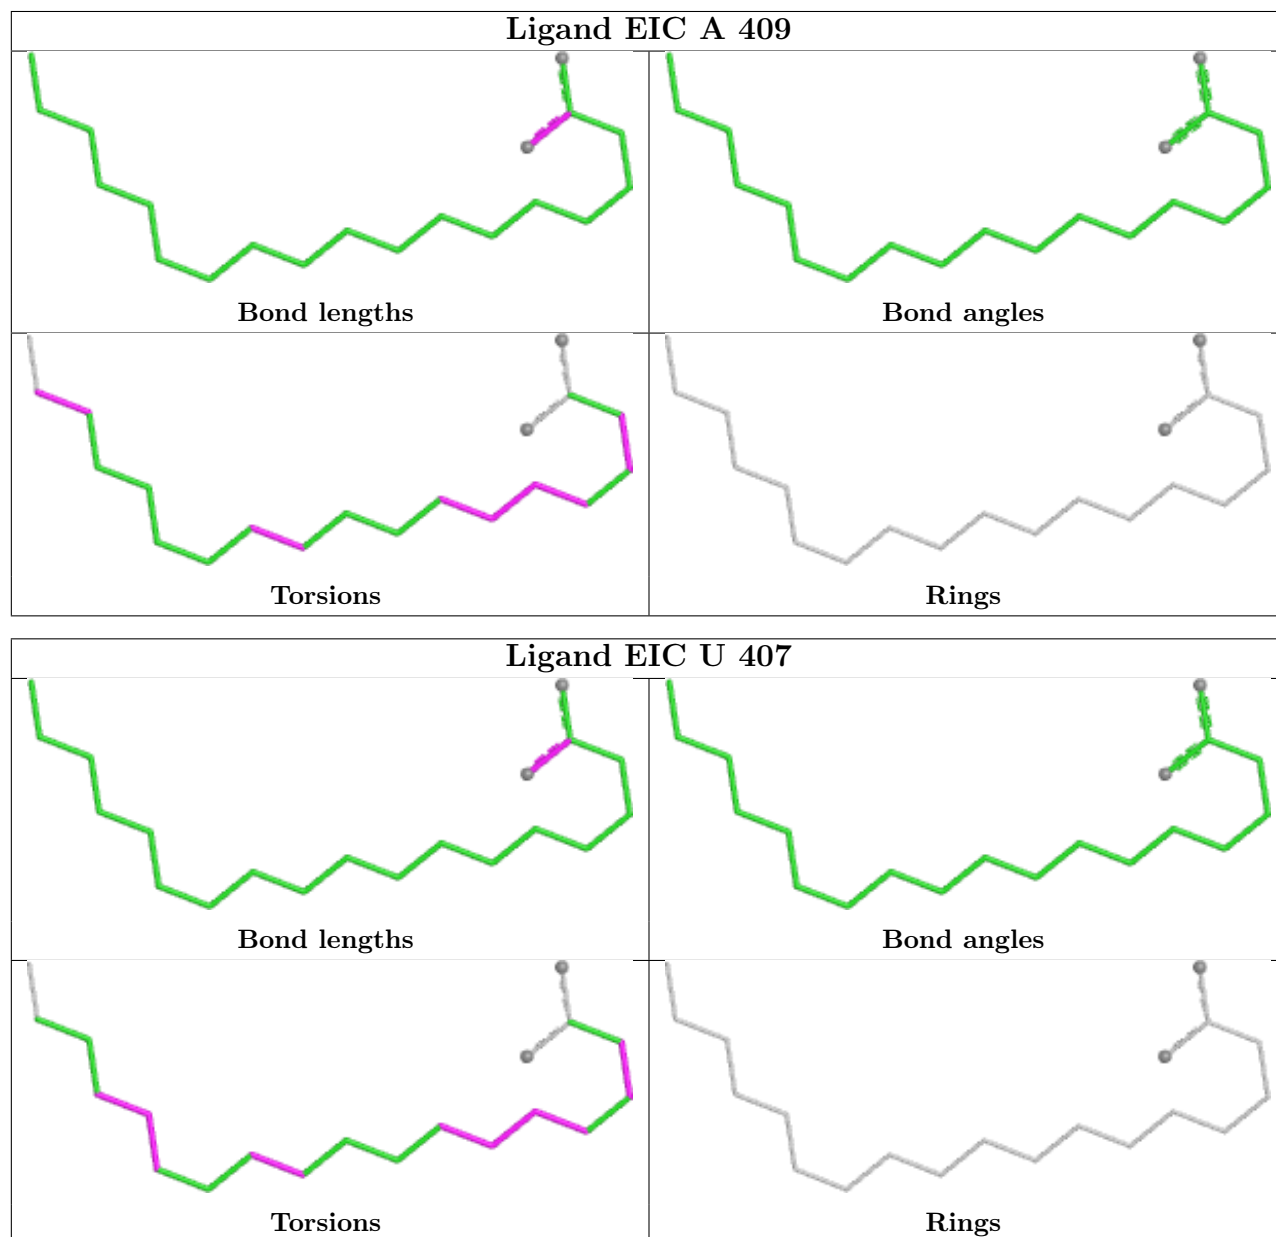 Ligand EIC A 409
Bond lengths
Bond angles
Torsions
Rings
Ligand EIC U 407
Bond lengths
Bond angles
Torsions
Rings